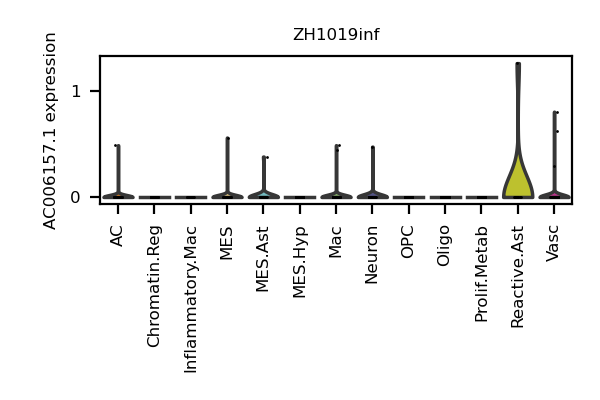 ZH1019inf
AC006157.1 expression
1
0
AC
Chromatin.Reg
Inflammatory.Mac
MES
MES.Ast
MES.Hyp
Mac
Neuron
OPC
Oligo
Prolif.Metab
Reactive.Ast
Vasc